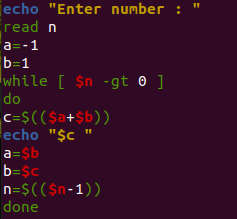 echo "Enter number : "
read n
a=-1
b=1
while [ $n -gt 0 ]
do
c=$(($a+$b))
echo "$c "
a=$b
b=$c
n=$(($n-1))
done